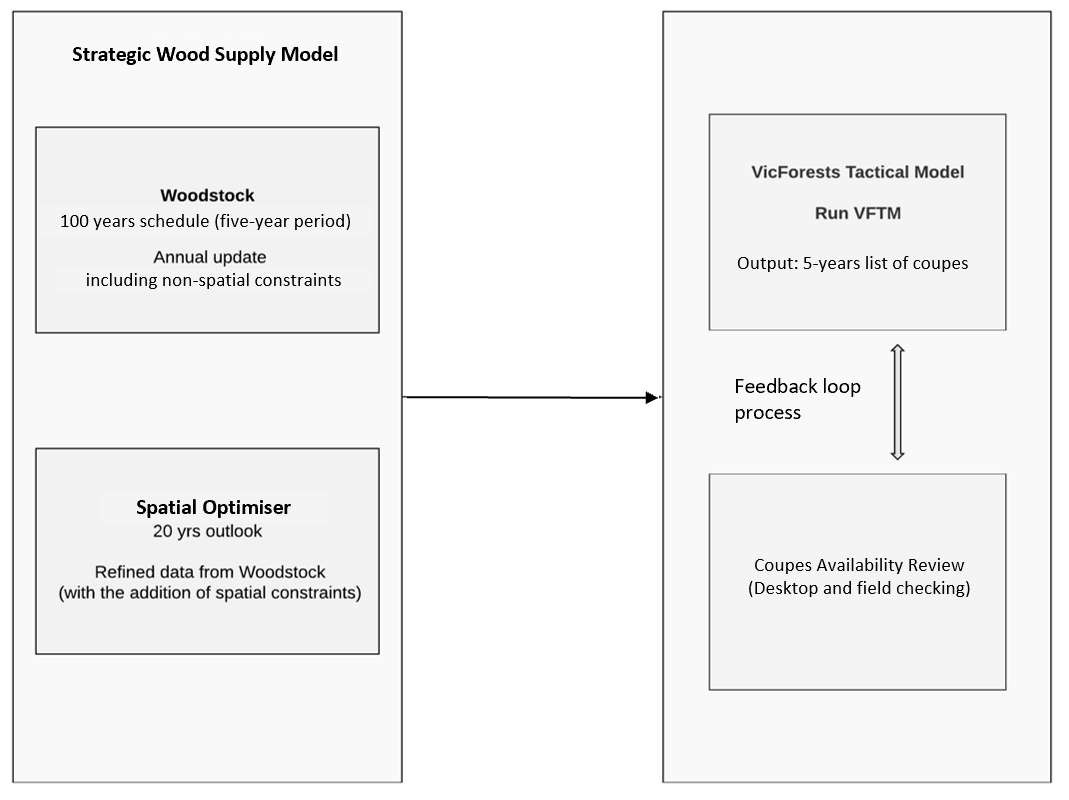 Strategic Wood Supply Model
Woodstock
100 years schedule (five-year period)
Annual update
including non-spatial constraints
Spatial Optimiser
20 yrs outlook
Refined data from Woodstock
(with the addition of spatial constraints)
VicForests Tactical Model
Run VFTM
Output: 5-years list of coupes
Feedback loop
process
Coupes Availability Review
(Desktop and field checking)